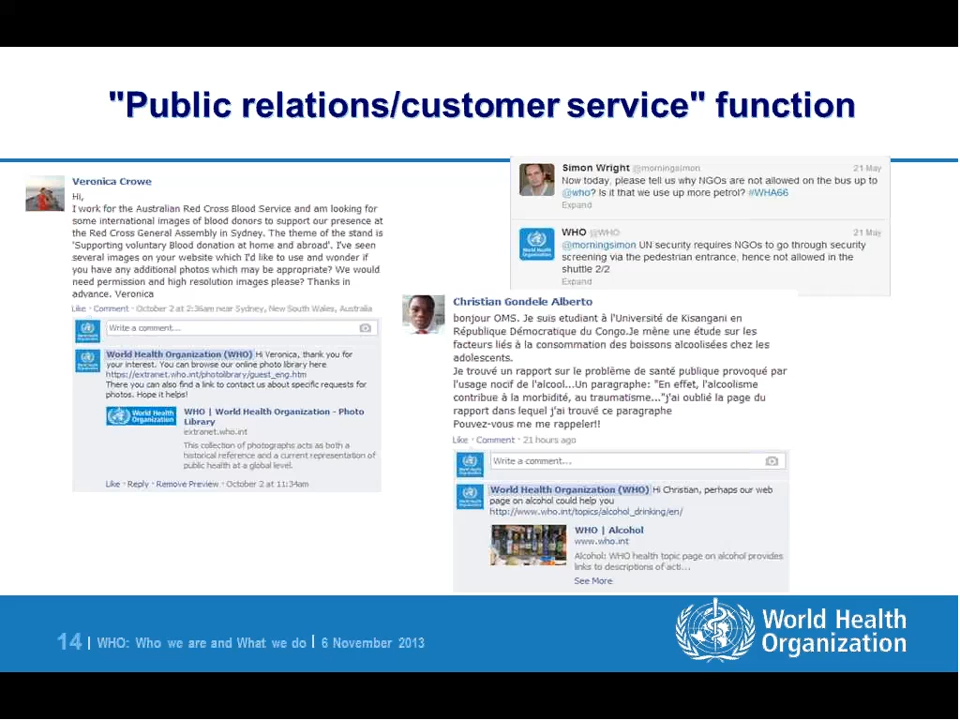 "Public relations/customer service" function
Veronica Crowe
Hi,
I work for the Australian Red Cross Blood Service and am looking for
some international images of blood donors to support our presence at
the Red Cross General Assembly in Sydney. The theme of the stand is
'Supporting voluntary Blood donation at home and abroad'. I've seen
several images on your website which I'd like to use and wonder if
you have any additional photos which may be appropriate? We would
need permission and high resolution images please? Thanks in
advance. Veronica
Like · Comment · October 2 at 2:36am near Sydney, New South Wales, Australia
Write a comment...
World Health Organization (WHO) Hi Veronica, thank you for
your interest. You can browse our online photo library here
https://extranet.who.int/photolibrary/guest_eng.htm
There you can also find a link to contact us about specific requests for
photos. Hope it helps!
World Health
Organization
WHO | World Health Organization - Photo
Library
extranet.who.int
This collection of photographs acts as both a
historical reference and a current representation of
public health at a global level.
Like · Reply · Remove Preview · October 2 at 11:34am
Simon Wright @morningsimon 21 May
Now today, please tell us why NGOs are not allowed on the bus up to
@who? Is it that we use up more petrol? #WHA66
Expand
WHO @WHO 21 May
@morningsimon UN security requires NGOs to go through security
screening via the pedestrian entrance, hence not allowed in the
shuttle 2/2
Expand
Christian Gondele Alberto
bonjour OMS. Je suis etudiant à l'Université de Kisangani en
République Démocratique du Congo.Je mène une étude sur les
facteurs liés à la consommation des boissons alcoolisées chez les
adolescents.
Je trouvé un rapport sur le problème de santé publique provoqué par
l'usage nocif de l'alcool...Un paragraphe: "En effet, l'alcoolisme
contribue à la morbidité, au traumatisme..."j'ai oublié la page du
rapport dans lequel j'ai trouvé ce paragraphe
Pouvez-vous me me rappeler!!
Like · Comment · 21 hours ago
Write a comment...
World Health Organization (WHO) Hi Christian, perhaps our web
page on alcohol could help you
http://www.who.int/topics/alcohol_drinking/en/
WHO | Alcohol
www.who.int
Alcohol: WHO health topic page on alcohol provides
links to descriptions of acti...
See More
14 | WHO: Who we are and What we do | 6 November 2013
World Health
Organization